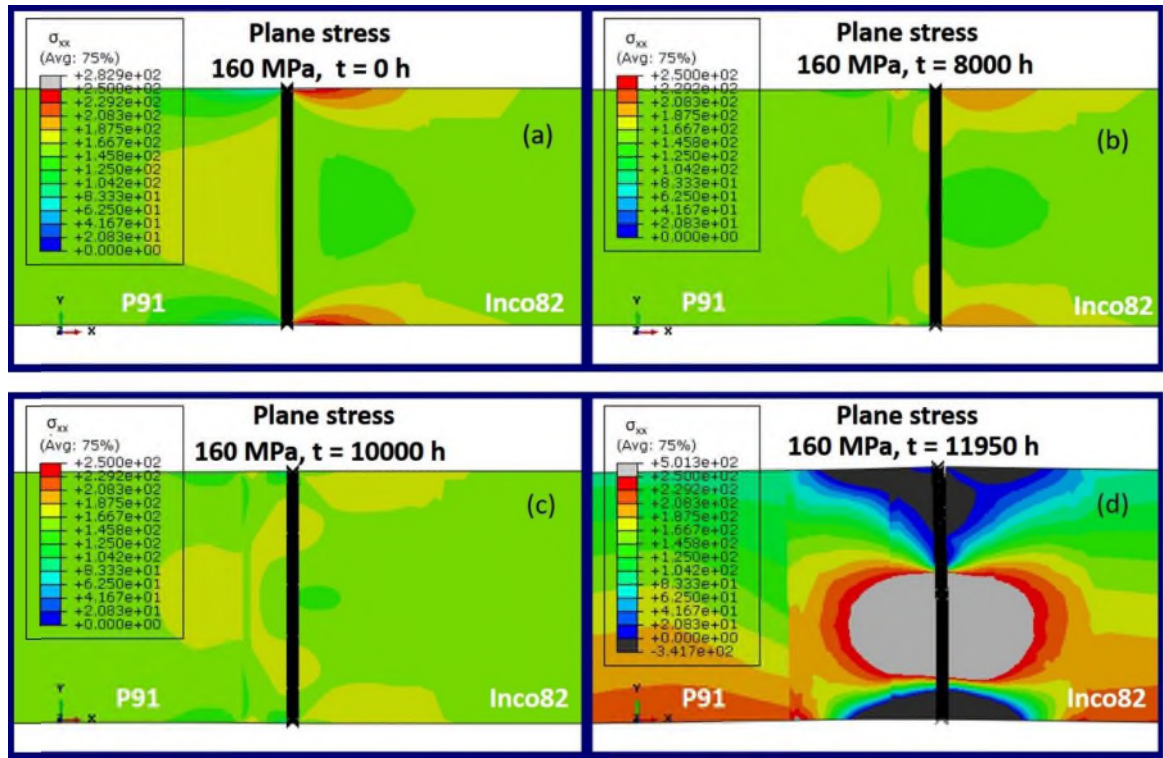 σxx
(Avg: 75%)
+2.829e+02
+2.500e+02
+2.292e+02
+2.083e+02
+1.875e+02
+1.667e+02
+1.458e+02
+1.250e+02
+1.042e+02
+8.333e+01
+6.250e+01
+4.167e+01
+2.083e+01
+0.000e+00
Plane stress
160 MPa, t = 0 h
(a)
P91
Inco82
Y
Z X
σxx
(Avg: 75%)
+2.500e+02
+2.292e+02
+2.083e+02
+1.875e+02
+1.667e+02
+1.458e+02
+1.250e+02
+1.042e+02
+8.333e+01
+6.250e+01
+4.167e+01
+2.083e+01
+0.000e+00
Plane stress
160 MPa, t = 8000 h
(b)
P91
Inco82
Y
Z X
σxx
(Avg: 75%)
+2.500e+02
+2.292e+02
+2.083e+02
+1.875e+02
+1.667e+02
+1.458e+02
+1.250e+02
+1.042e+02
+8.333e+01
+6.250e+01
+4.167e+01
+2.083e+01
+0.000e+00
Plane stress
160 MPa, t = 10000 h
(c)
P91
Inco82
Y
Z X
σxx
(Avg: 75%)
+5.013e+02
+2.500e+02
+2.292e+02
+2.083e+02
+1.875e+02
+1.667e+02
+1.458e+02
+1.250e+02
+1.042e+02
+8.333e+01
+6.250e+01
+4.167e+01
+2.083e+01
+0.000e+00
-3.417e+02
Plane stress
160 MPa, t = 11950 h
(d)
P91
Inco82
Y
Z X